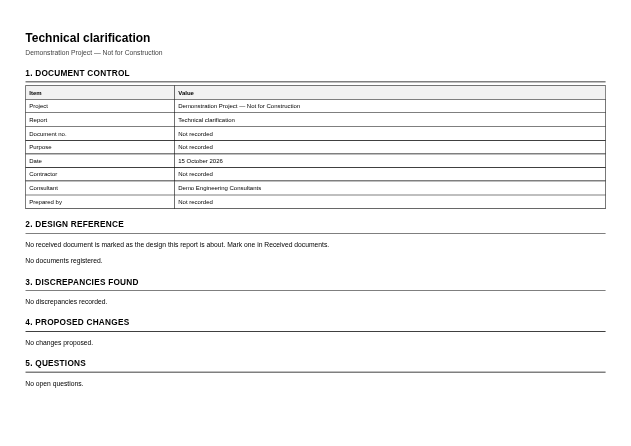 Technical clarification
Demonstration Project — Not for Construction
1. DOCUMENT CONTROL
Item Value
Project Demonstration Project — Not for Construction
Report Technical clarification
Document no. Not recorded
Purpose Not recorded
Date 15 October 2026
Contractor Not recorded
Consultant Demo Engineering Consultants
Prepared by Not recorded
2. DESIGN REFERENCE
No received document is marked as the design this report is about. Mark one in Received documents.
No documents registered.
3. DISCREPANCIES FOUND
No discrepancies recorded.
4. PROPOSED CHANGES
No changes proposed.
5. QUESTIONS
No open questions.